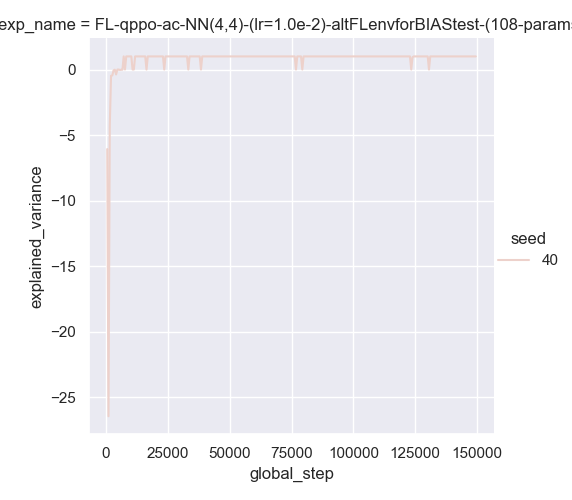 exp_name = FL-qppo-ac-NN(4,4)-(lr=1.0e-2)-altFLenvforBIAStest-(108-params
0
−5
−10
−15
−20
−25
explained_variance
0 25000 50000 75000 100000 125000 150000
global_step
seed
40